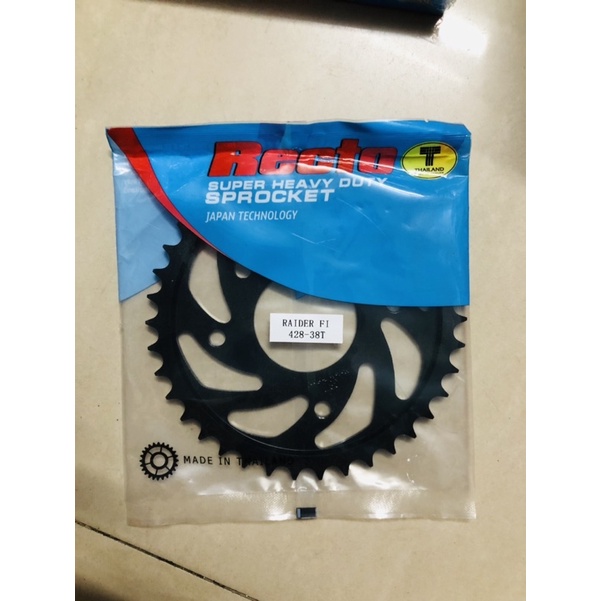 Recto
T
THAILAND
SUPER HEAVY DUTY
SPROCKET
JAPAN TECHNOLOGY
RAIDER FI
428-38T
MADE IN THAILAND